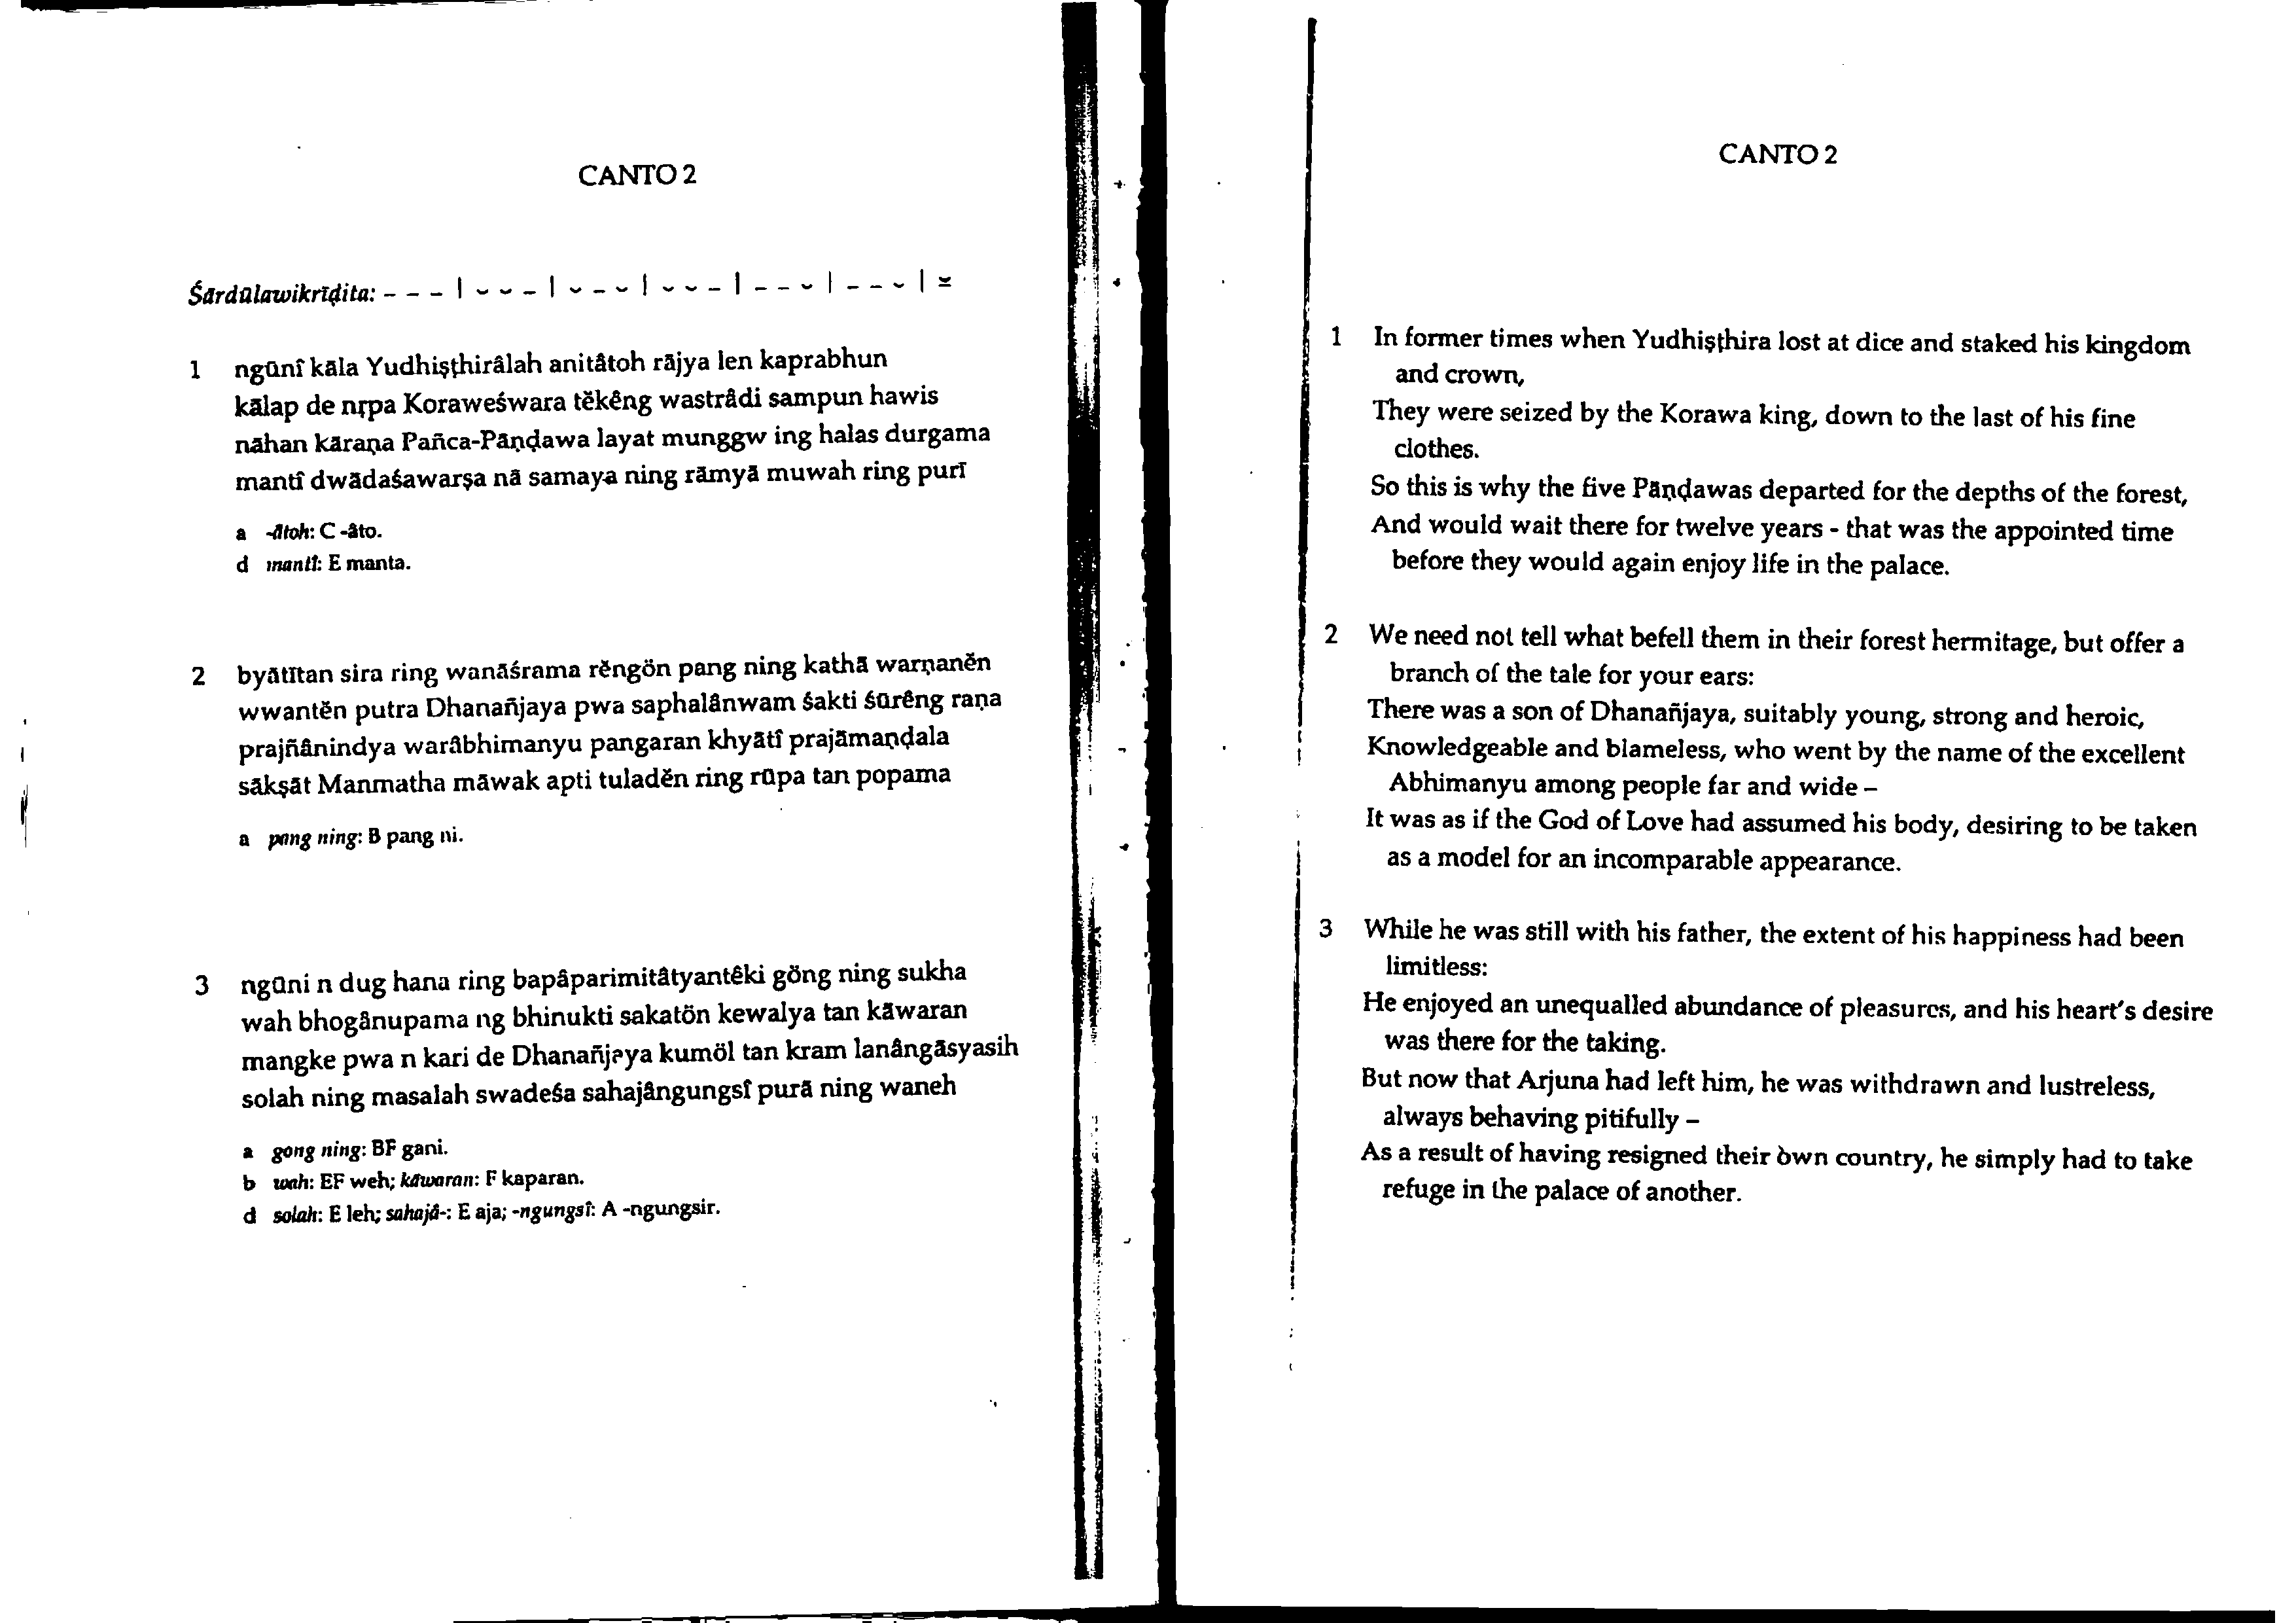 CANTO 2
Śārdūlawikrīḍita: – – – | ⏑ ⏑ – | ⏑ – ⏑ | ⏑ ⏑ – | – – ⏑ | – – ⏑ | ⏓
1 ngūnî kāla Yudhiṣṭhirâlah anitâtoh rājya len kaprabhun
kālap de nṛpa Koraweśwara tĕkêng wastrâdi sampun hawis
nāhan kāraṇa Pañca-Pāṇḍawa layat munggw ing halas durgama
mantî dwādaśawarṣa nâ samaya ning rāmyā muwah ring purī
a -âtoh: C -âto.
d mantî: E manta.
2 byātītan sira ring wanāśrama rĕngön pang ning kathā warṇanĕn
wwantĕn putra Dhanañjaya pwa saphalânwam śakti śūrêng raṇa
prajñânindya warâbhimanyu pangaran khyātî prajāmaṇḍala
sākṣāt Manmatha māwak apti tuladĕn ring rūpa tan popama
a pang ning: B pang ni.
3 ngūni n dug hana ring bapâparimitâtyantêki göng ning sukha
wah bhogânupama ng bhinukti sakatön kewalya tan kāwaran
mangke pwa n kari de Dhanañjaya kumöl tan kram lanângāsyasih
solah ning masalah swadeśa sahajângungsî purā ning waneh
a gong ning: BF gani.
b wah: EF weh; kāwaran: F kaparan.
d solah: E leh; sahajâ-: E aja; -ngungsî: A -ngungsir.
CANTO 2
1 In former times when Yudhiṣṭhira lost at dice and staked his kingdom
and crown,
They were seized by the Korawa king, down to the last of his fine
clothes.
So this is why the five Pāṇḍawas departed for the depths of the forest,
And would wait there for twelve years - that was the appointed time
before they would again enjoy life in the palace.
2 We need not tell what befell them in their forest hermitage, but offer a
branch of the tale for your ears:
There was a son of Dhanañjaya, suitably young, strong and heroic,
Knowledgeable and blameless, who went by the name of the excellent
Abhimanyu among people far and wide –
It was as if the God of Love had assumed his body, desiring to be taken
as a model for an incomparable appearance.
3 While he was still with his father, the extent of his happiness had been
limitless:
He enjoyed an unequalled abundance of pleasures, and his heart's desire
was there for the taking.
But now that Arjuna had left him, he was withdrawn and lustreless,
always behaving pitifully –
As a result of having resigned their own country, he simply had to take
refuge in the palace of another.